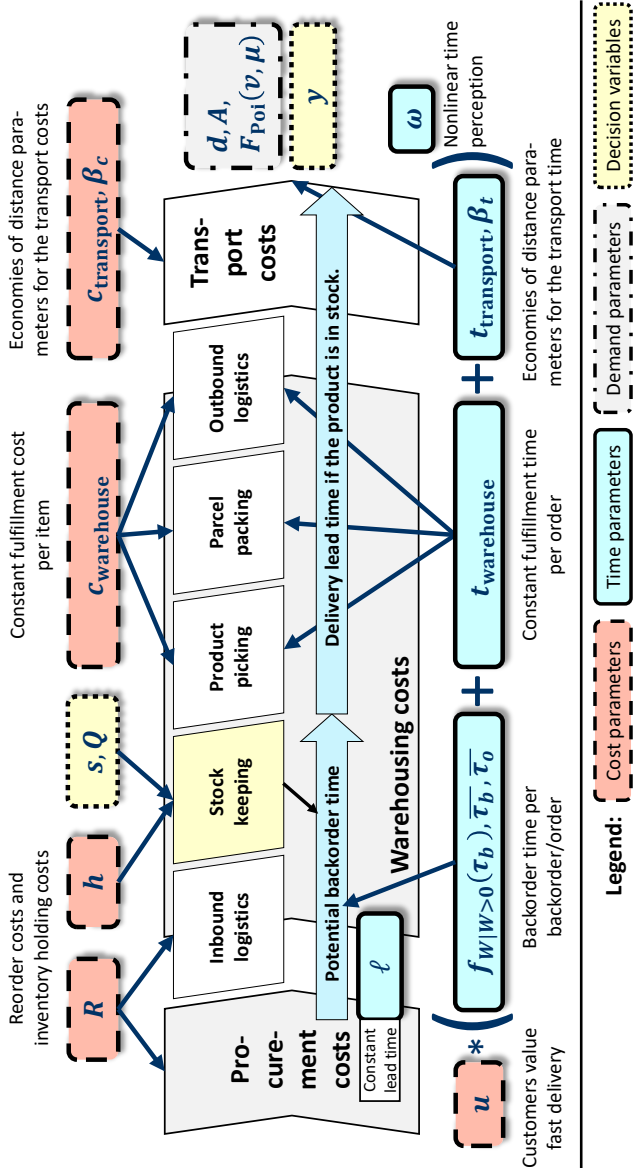 Reorder costs and
inventory holding costs
Constant fulfillment cost
per item
Economies of distance para-
meters for the transport costs
R
h
s, Q
c_warehouse
c_transport, β_c
d, A,
F_Poi(v, μ)
y
Pro-
cure-
ment
costs
Inbound
logistics
Stock
keeping
Product
picking
Parcel
packing
Outbound
logistics
Trans-
port
costs
Potential backorder time
Delivery lead time if the product is in stock.
Constant
lead time
ℓ
Warehousing costs
ω
Nonlinear time
perception
u * ( f_{W|W>0}(τ_b), \overline{τ_b}, \overline{τ_o} + t_warehouse + t_transport, β_t )
Customers value
fast delivery
Backorder time per
backorder/order
Constant fulfillment time
per order
Economies of distance para-
meters for the transport time
Legend:
Cost parameters
Time parameters
Demand parameters
Decision variables